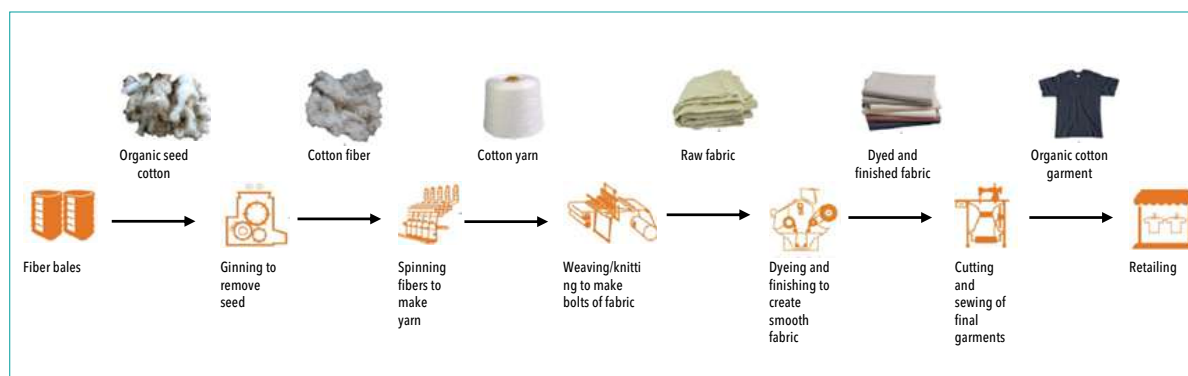 Organic seed
cotton
Cotton fiber
Cotton yarn
Raw fabric
Dyed and
finished fabric
Organic cotton
garment
Fiber bales
Ginning to
remove
seed
Spinning
fibers to
make
yarn
Weaving/knitti
ng to make
bolts of fabric
Dyeing and
finishing to
create
smooth
fabric
Cutting
and
sewing of
final
garments
Retailing